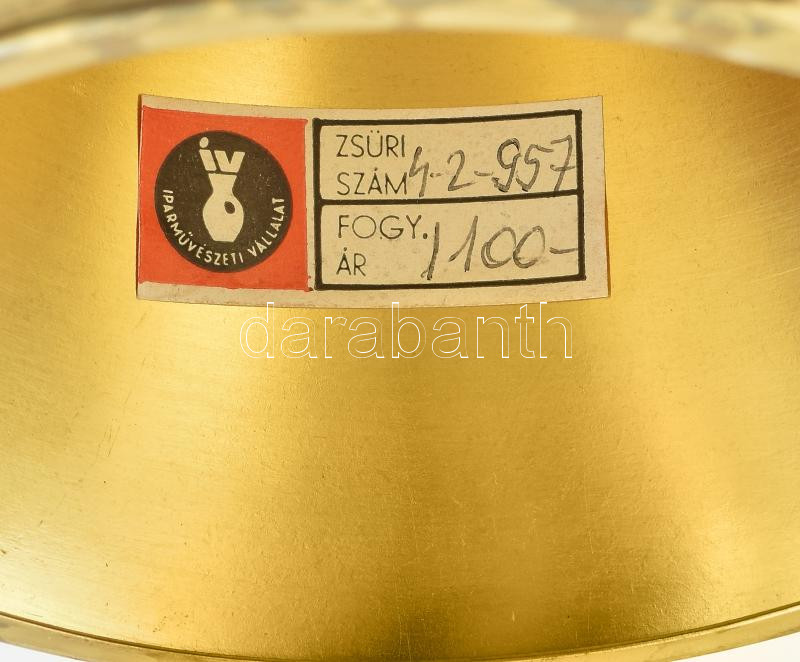 iv
IPARMŰVÉSZETI VÁLLALAT
ZSÜRI
SZÁM 4-2-957
FOGY.
ÁR 1100-
darabanth